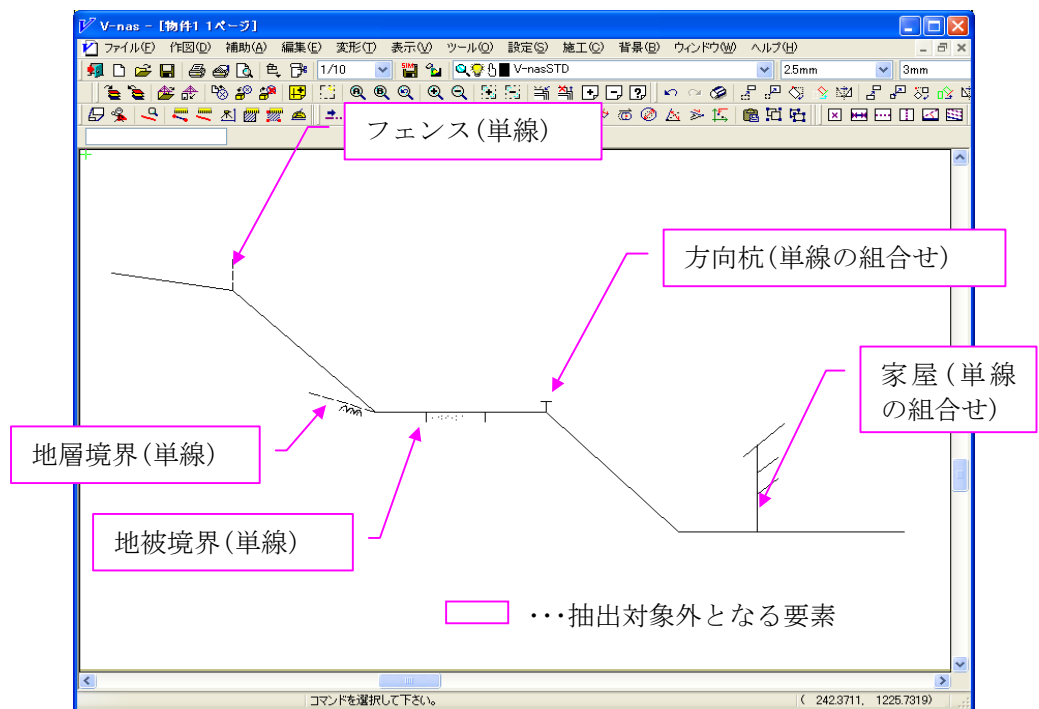 V-nas - [物件1 1ページ]
ファイル(F) 作図(D) 補助(A) 編集(E) 変形(T) 表示(V) ツール(O) 設定(S) 施工(C) 背景(B) ウィンドウ(W) ヘルプ(H)
1/10 V-nasSTD 2.5mm 3mm
フェンス(単線)
方向杭(単線の組合せ)
家屋(単線
の組合せ)
地層境界(単線)
地被境界(単線)
･･･抽出対象外となる要素
コマンドを選択して下さい。 ( 242.3711, 1225.7319)